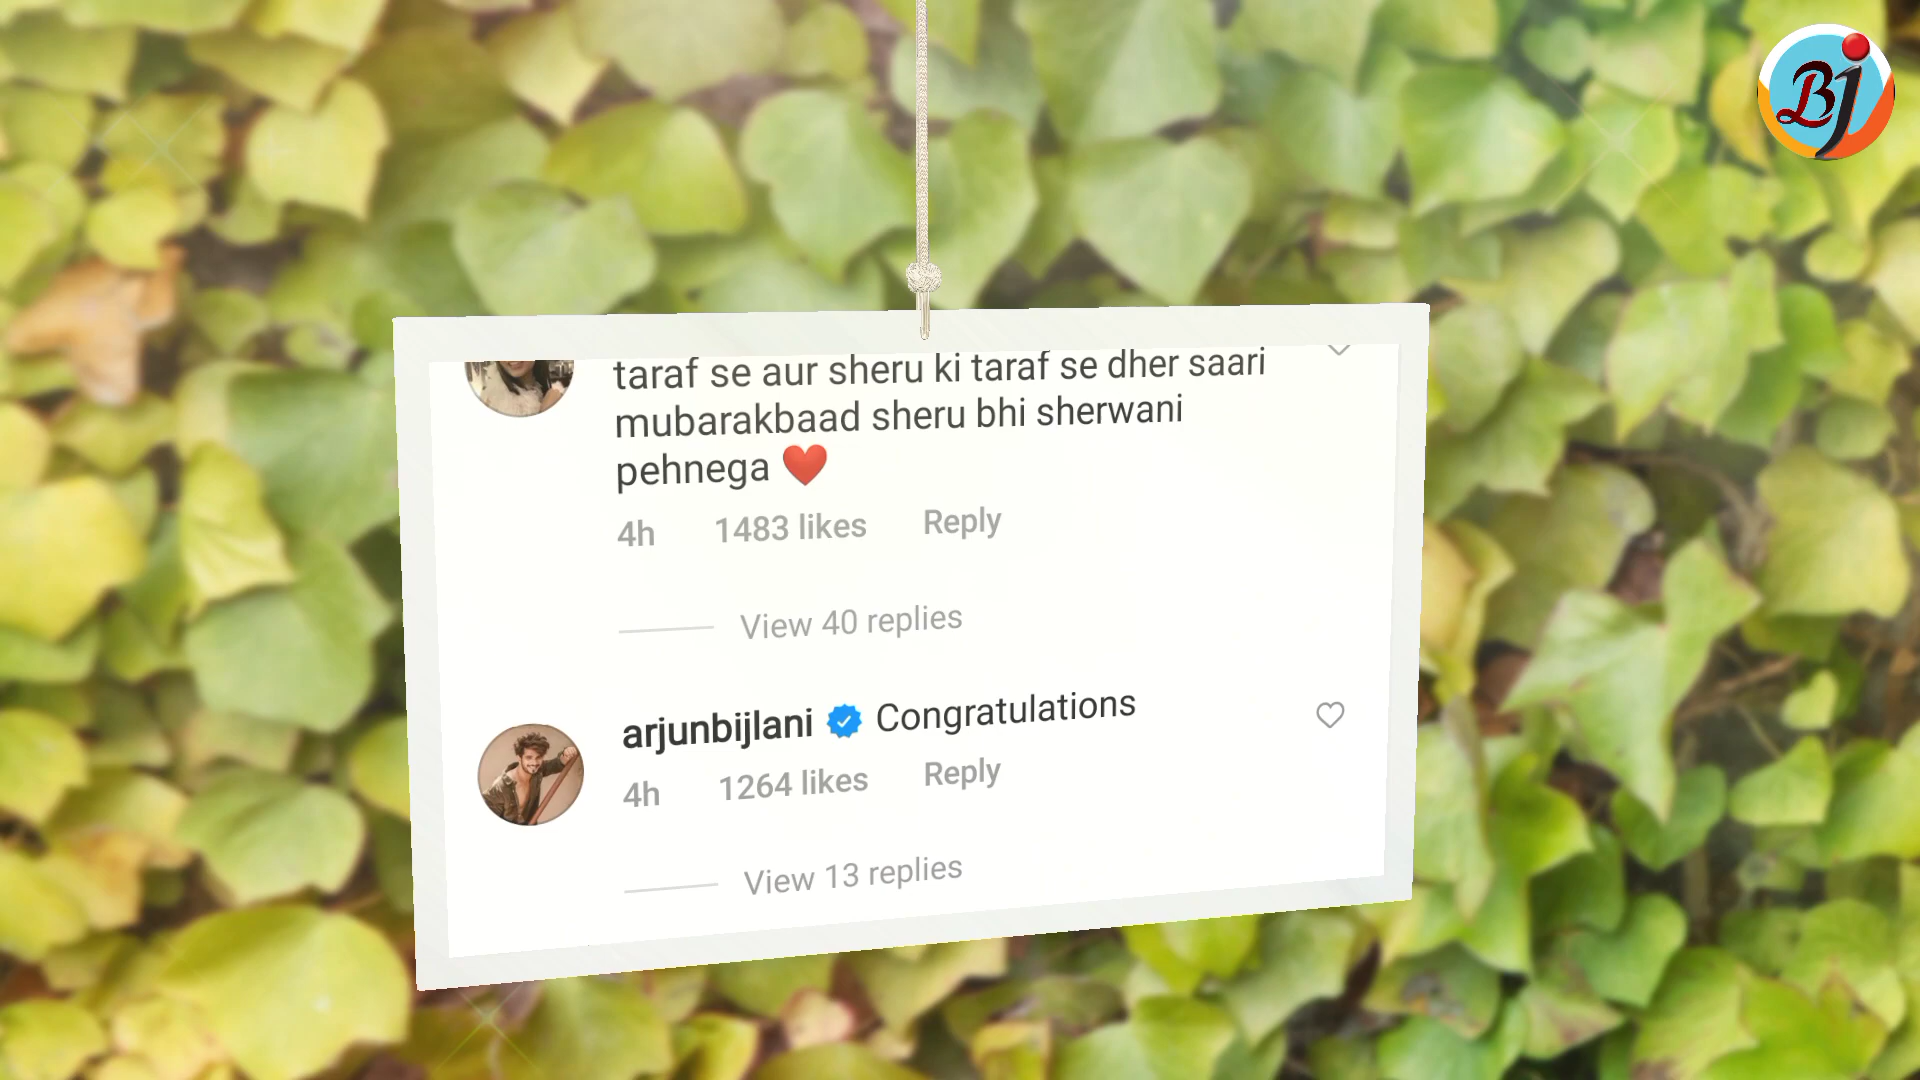 BJ
taraf se aur sheru ki taraf se dher saari
mubarakbaad sheru bhi sherwani
pehnega ❤️
4h 1483 likes Reply
View 40 replies
arjunbijlani Congratulations
4h 1264 likes Reply
View 13 replies